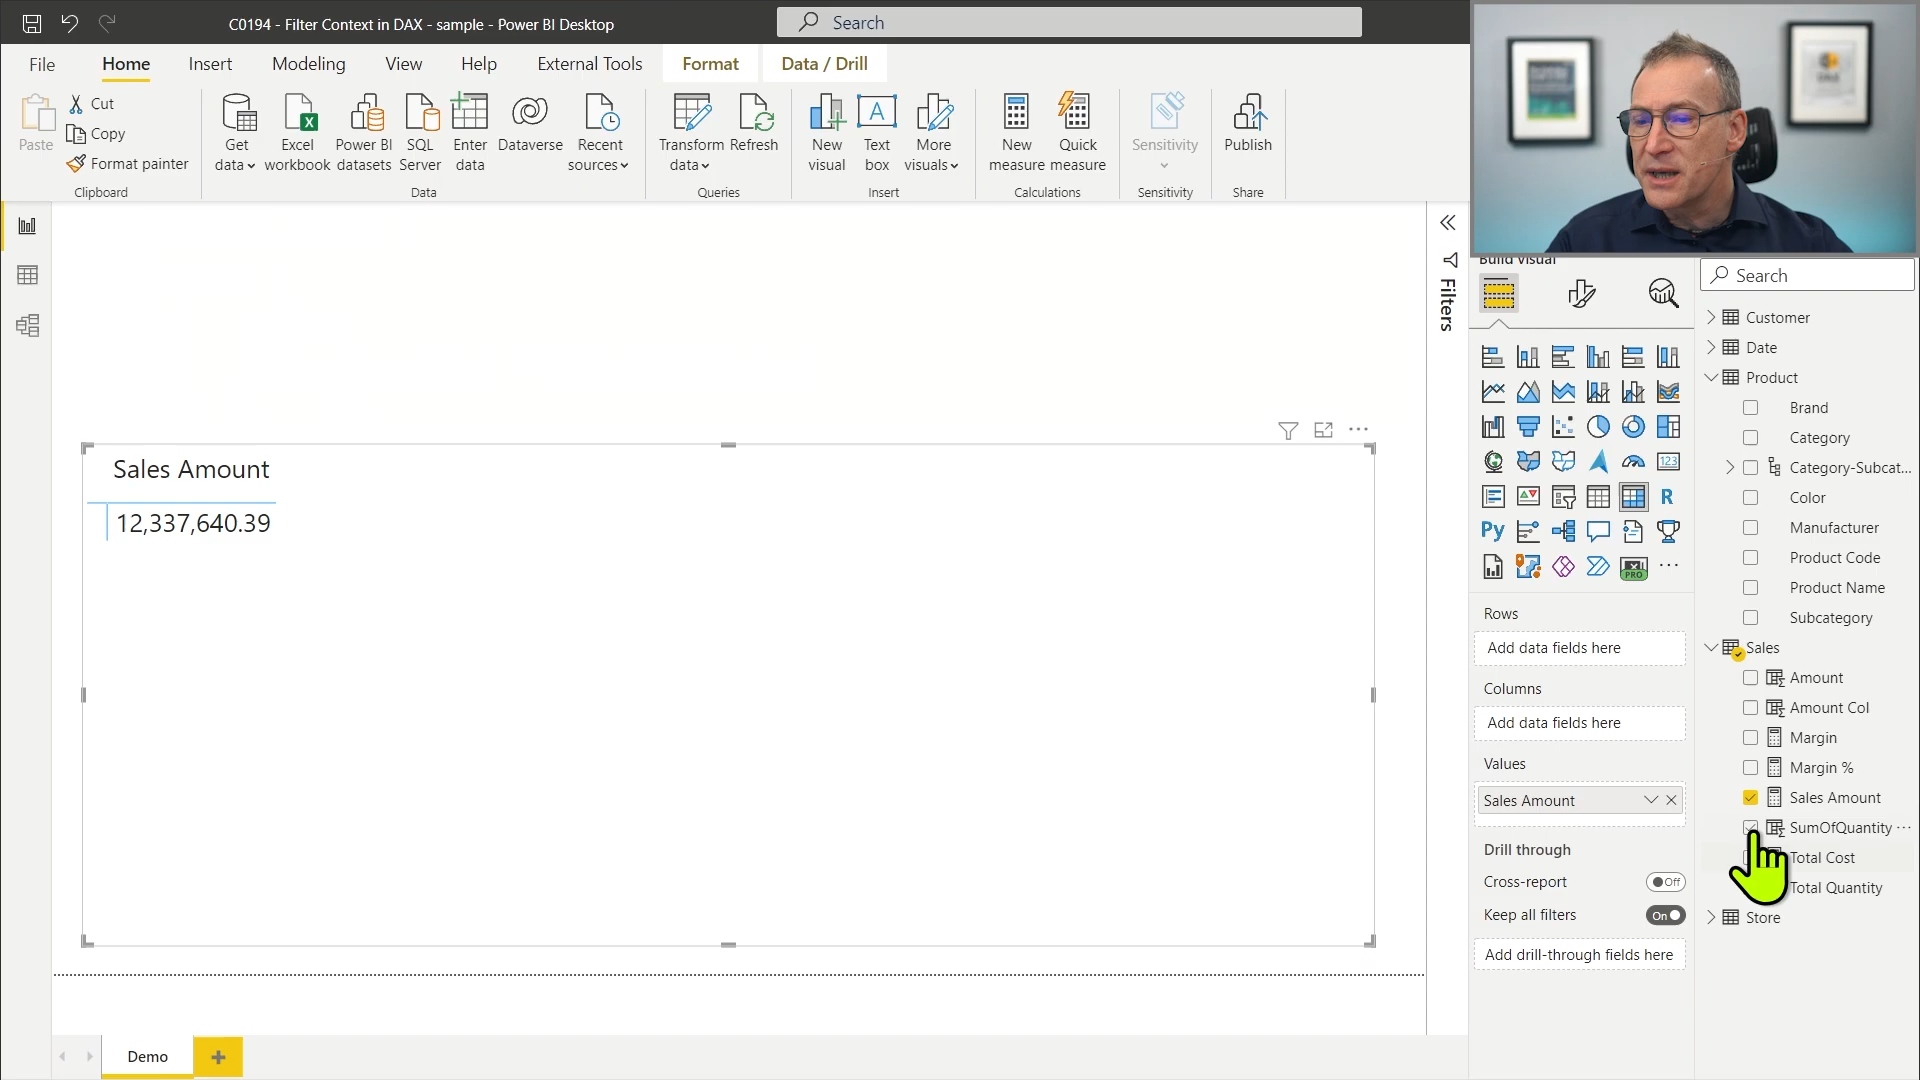 C0194 - Filter Context in DAX - sample - Power BI Desktop
Search
File
Home
Insert
Modeling
View
Help
External Tools
Format
Data / Drill
Paste
Cut
Copy
Format painter
Clipboard
Get data
Excel workbook
Power BI datasets
SQL Server
Enter data
Dataverse
Recent sources
Data
Transform data
Refresh
Queries
New visual
Text box
More visuals
Insert
New measure
Quick measure
Calculations
Sensitivity
Sensitivity
Publish
Share
Sales Amount
12,337,640.39
Filters
Build visual
123
R
Py
PRO
Rows
Add data fields here
Columns
Add data fields here
Values
Sales Amount
Drill through
Cross-report
Off
Keep all filters
On
Add drill-through fields here
Search
Customer
Date
Product
Brand
Category
Category-Subcat...
Color
Manufacturer
Product Code
Product Name
Subcategory
Sales
Amount
Amount Col
Margin
Margin %
Sales Amount
SumOfQuantity
Total Cost
Total Quantity
Store
Demo